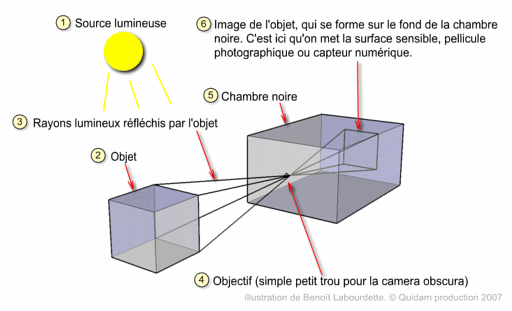 1 Source lumineuse
6 Image de l'objet, qui se forme sur le fond de la chambre
noire. C'est ici qu'on met la surface sensible, pellicule
photographique ou capteur numérique.
5 Chambre noire
3 Rayons lumineux réfléchis par l'objet
2 Objet
4 Objectif (simple petit trou pour la camera obscura)
Illustration de Benoît Labourdette. © Quidam production 2007